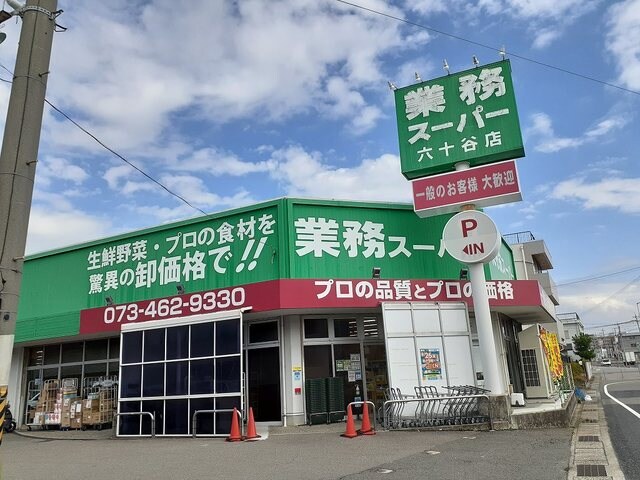 業務
スーパー
六十谷店
一般のお客様 大歓迎
P
IN
生鮮野菜・プロの食材を
驚異の卸価格で!!
業務スーパー
073-462-9330
プロの品質とプロの価格